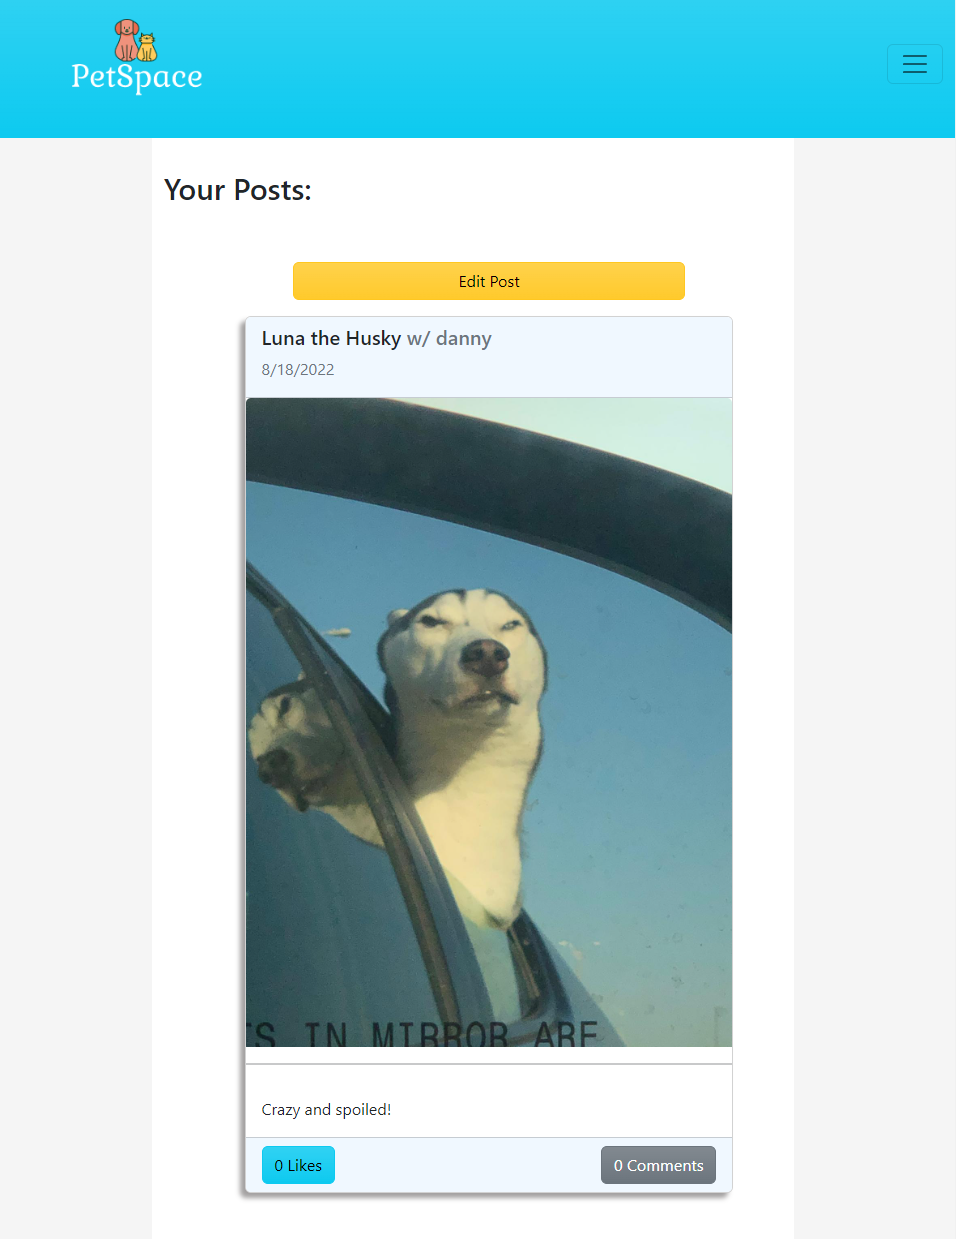 PetSpace
Your Posts:
Edit Post
Luna the Husky w/ danny
8/18/2022
TS IN MIRROR ARE
Crazy and spoiled!
0 Likes
0 Comments